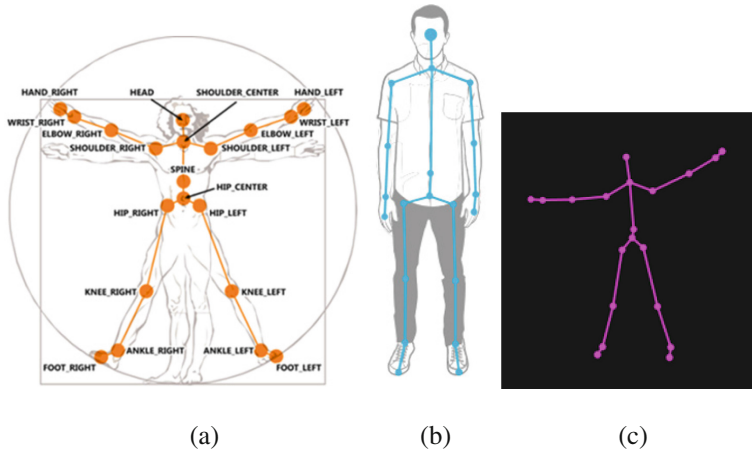 HEAD
SHOULDER_CENTER
HAND_RIGHT
HAND_LEFT
WRIST_RIGHT
WRIST_LEFT
ELBOW_RIGHT
ELBOW_LEFT
SHOULDER_RIGHT
SHOULDER_LEFT
SPINE
HIP_CENTER
HIP_RIGHT
HIP_LEFT
KNEE_RIGHT
KNEE_LEFT
ANKLE_RIGHT
ANKLE_LEFT
FOOT_RIGHT
FOOT_LEFT
(a)
(b)
(c)